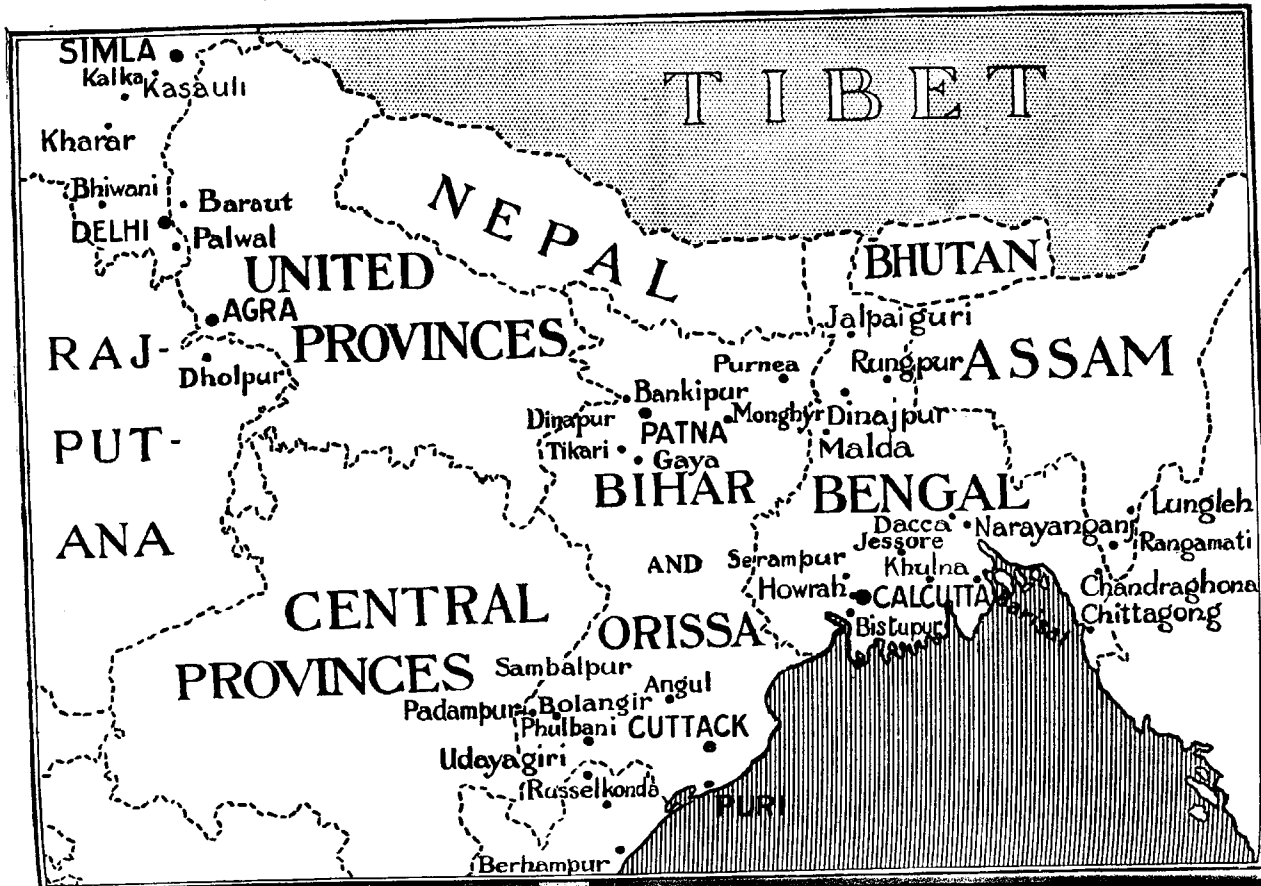 SIMLA
Kalka
Kasauli
Kharar
TIBET
Bhiwani
Baraut
DELHI
Palwal
NEPAL
BHUTAN
UNITED
PROVINCES
AGRA
Dholpur
RAJ-
PUT-
ANA
Jalpaiguri
Purnea
Rungpur
ASSAM
Bankipur
Dinapur
Monghyr
Dinajpur
PATNA
Tikari
Gaya
Malda
BIHAR
AND
ORISSA
BENGAL
Dacca
Narayanganj
Lungleh
Jessore
Rangamati
Serampur
Khulna
Howrah
CALCUTTA
Barisal
Chandraghona
Chittagong
Bistupur
CENTRAL
PROVINCES
Sambalpur
Angul
Padampur
Bolangir
Phulbani
CUTTACK
Udayagiri
Russelkonda
PURI
Berhampur